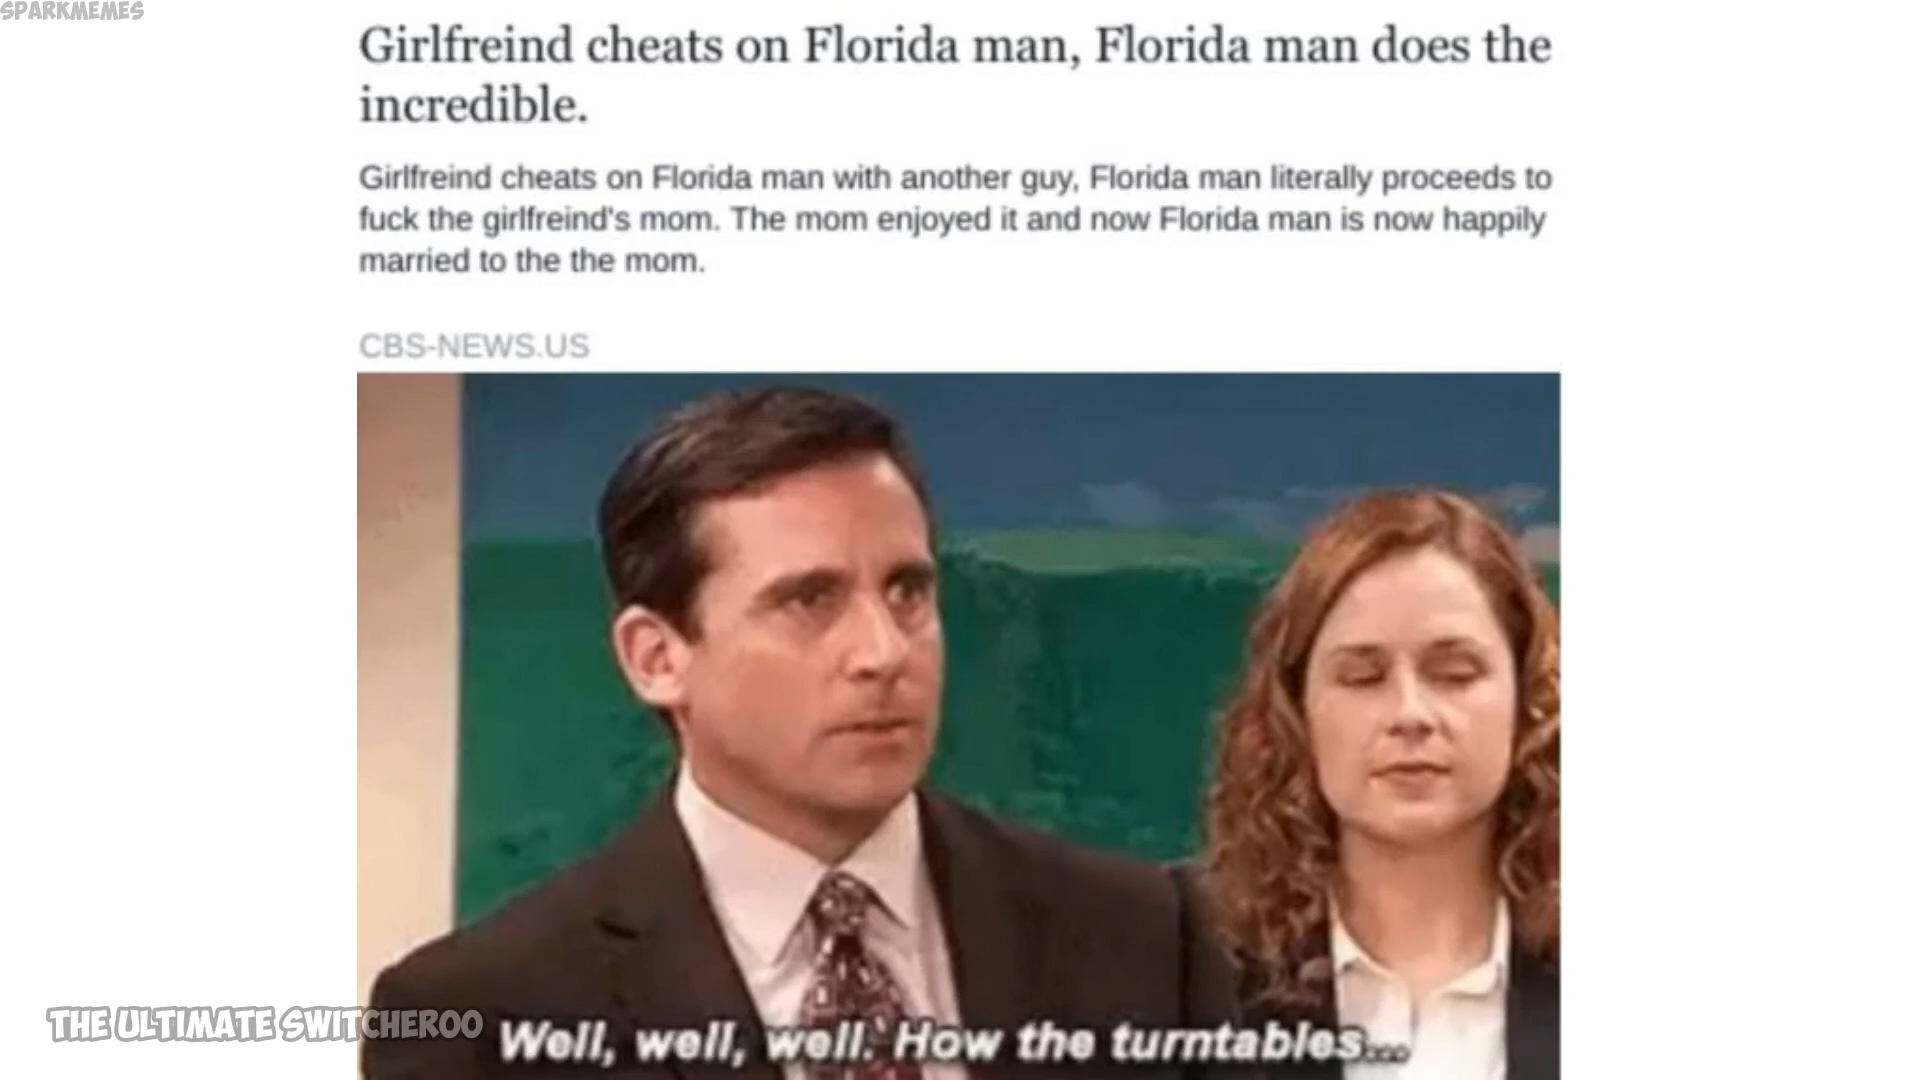 SPARKMEMES
Girlfreind cheats on Florida man, Florida man does the
incredible.
Girlfreind cheats on Florida man with another guy, Florida man literally proceeds to
fuck the girlfreind's mom. The mom enjoyed it and now Florida man is now happily
married to the the mom.
CBS-NEWS.US
THE ULTIMATE SWITCHEROO
Well, well, well. How the turntables...